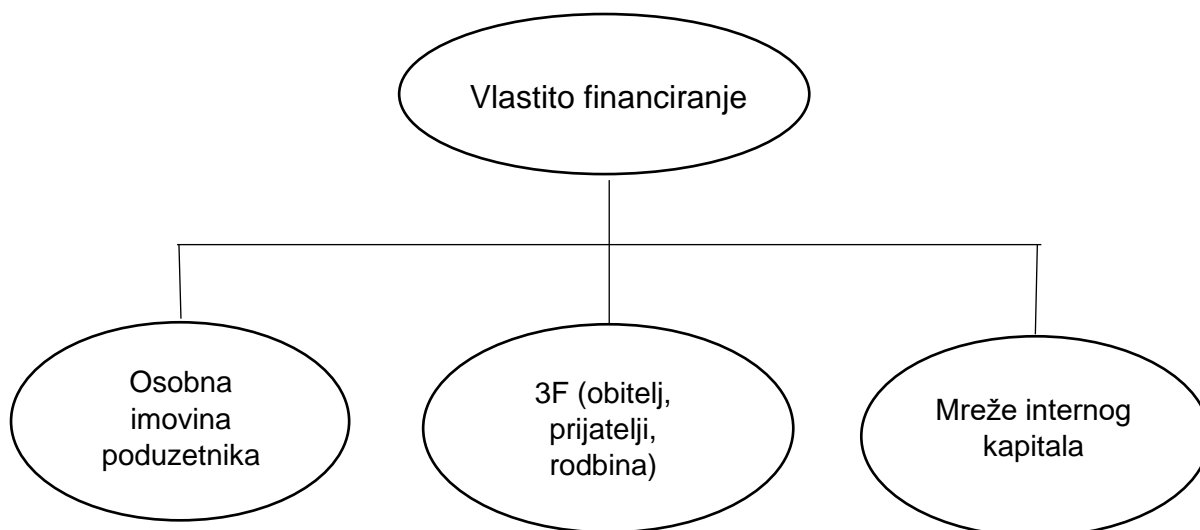 Vlastito financiranje
Osobna
imovina
poduzetnika
3F (obitelj,
prijatelji,
rodbina)
Mreže internog
kapitala